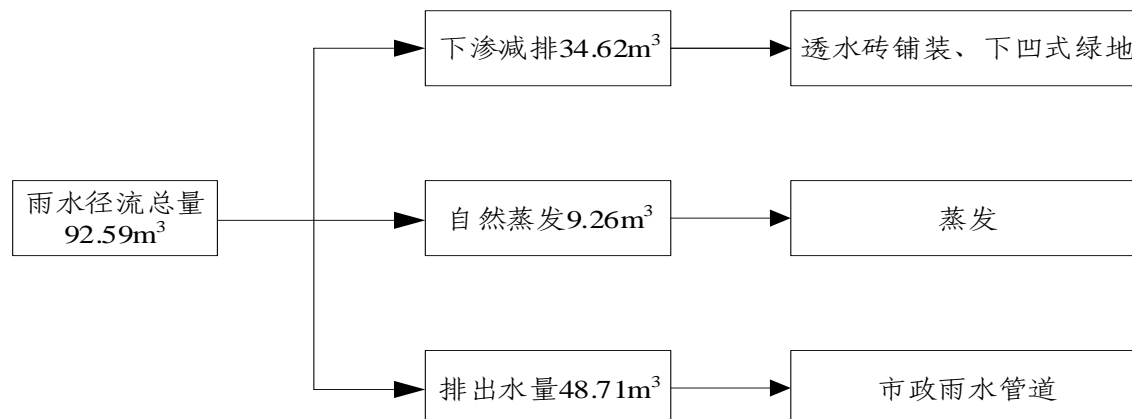 下渗减排34.62m³
透水砖铺装、下凹式绿地
雨水径流总量
92.59m³
自然蒸发9.26m³
蒸发
排出水量48.71m³
市政雨水管道